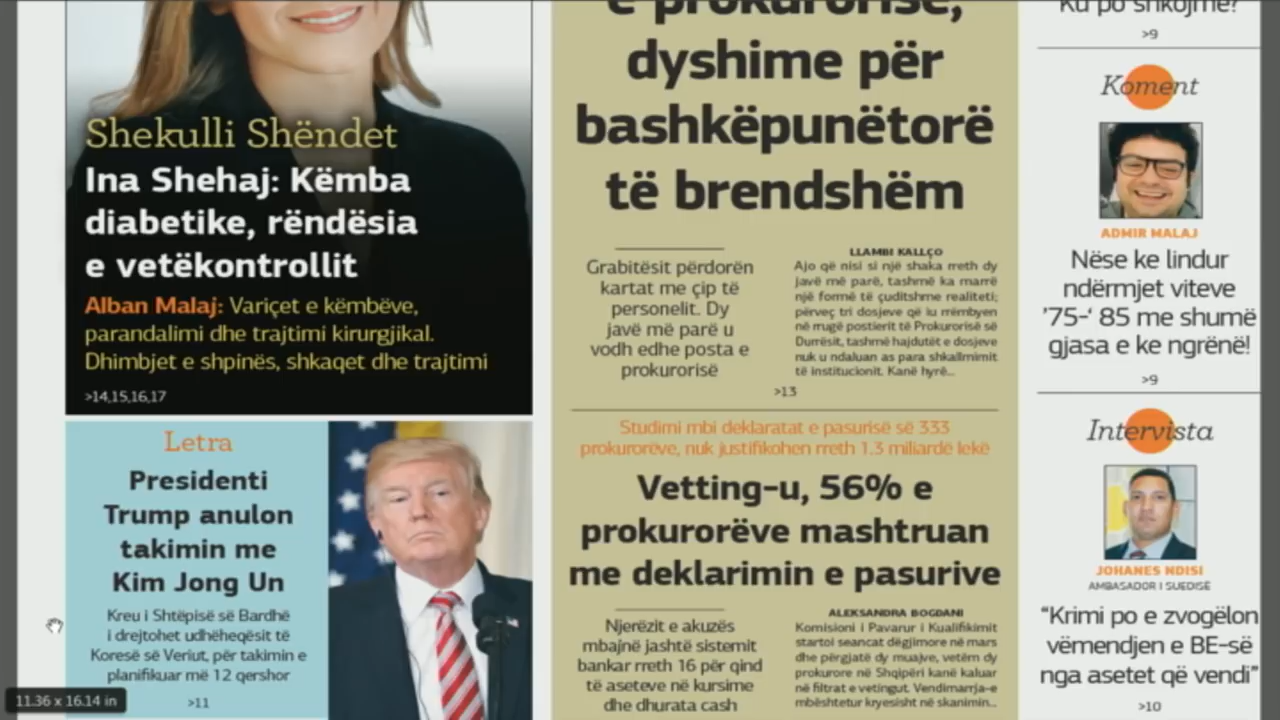 Shekulli Shëndet
Ina Shehaj: Këmba
diabetike, rëndësia
e vetëkontrollit
Alban Malaj: Variçet e këmbëve,
parandalimi dhe trajtimi kirurgjikal.
Dhimbjet e shpinës, shkaqet dhe trajtimi
>14,15,16,17
Letra
Presidenti
Trump anulon
takimin me
Kim Jong Un
Kreu i Shtëpisë së Bardhë
i drejtohet udhëheqësit të
Koresë së Veriut, për takimin e
planifikuar më 12 qershor
>11
11.36 x 16.14 in
e prokurorisë,
dyshime për
bashkëpunëtorë
të brendshëm
Grabitësit përdorën
kartat me çip të
personelit. Dy
javë më parë u
vodh edhe posta e
prokurorisë
LLAMBI KALLÇO
Ajo që nisi si një shaka rreth dy
javë më parë, tashmë ka marrë
një formë të çuditshme realiteti;
përveç tri dosjeve që iu rrëmbyen
në rrugë postierit të Prokurorisë së
Durrësit, tashmë hajdutët e dosjeve
nuk u ndaluan as para shkallmimit
të institucionit. Kanë hyrë...
>13
Studimi mbi deklaratat e pasurisë së 333
prokurorëve, nuk justifikohen rreth 1.3 miliardë lekë
Vetting-u, 56% e
prokurorëve mashtruan
me deklarimin e pasurive
Njerëzit e akuzës
mbajnë jashtë sistemit
bankar rreth 16 për qind
të aseteve në kursime
dhe dhurata cash
ALEKSANDRA BOGDANI
Komisioni i Pavarur i Kualifikimit
startoi seancat dëgjimore në mars
dhe përgjatë dy muajve, vetëm dy
prokurore në Shqipëri kanë kaluar
në filtrat e vetingut. Vendimarrja-e
mbështetur kryesisht në skanimin...
Ku po shkojmë?
>9
Koment
ADMIR MALAJ
Nëse ke lindur
ndërmjet viteve
'75-' 85 me shumë
gjasa e ke ngrënë!
>9
Intervista
JOHANES NDISI
AMBASADOR I SUEDISË
“Krimi po e zvogëlon
vëmendjen e BE-së
nga asetet që vendi”
>10